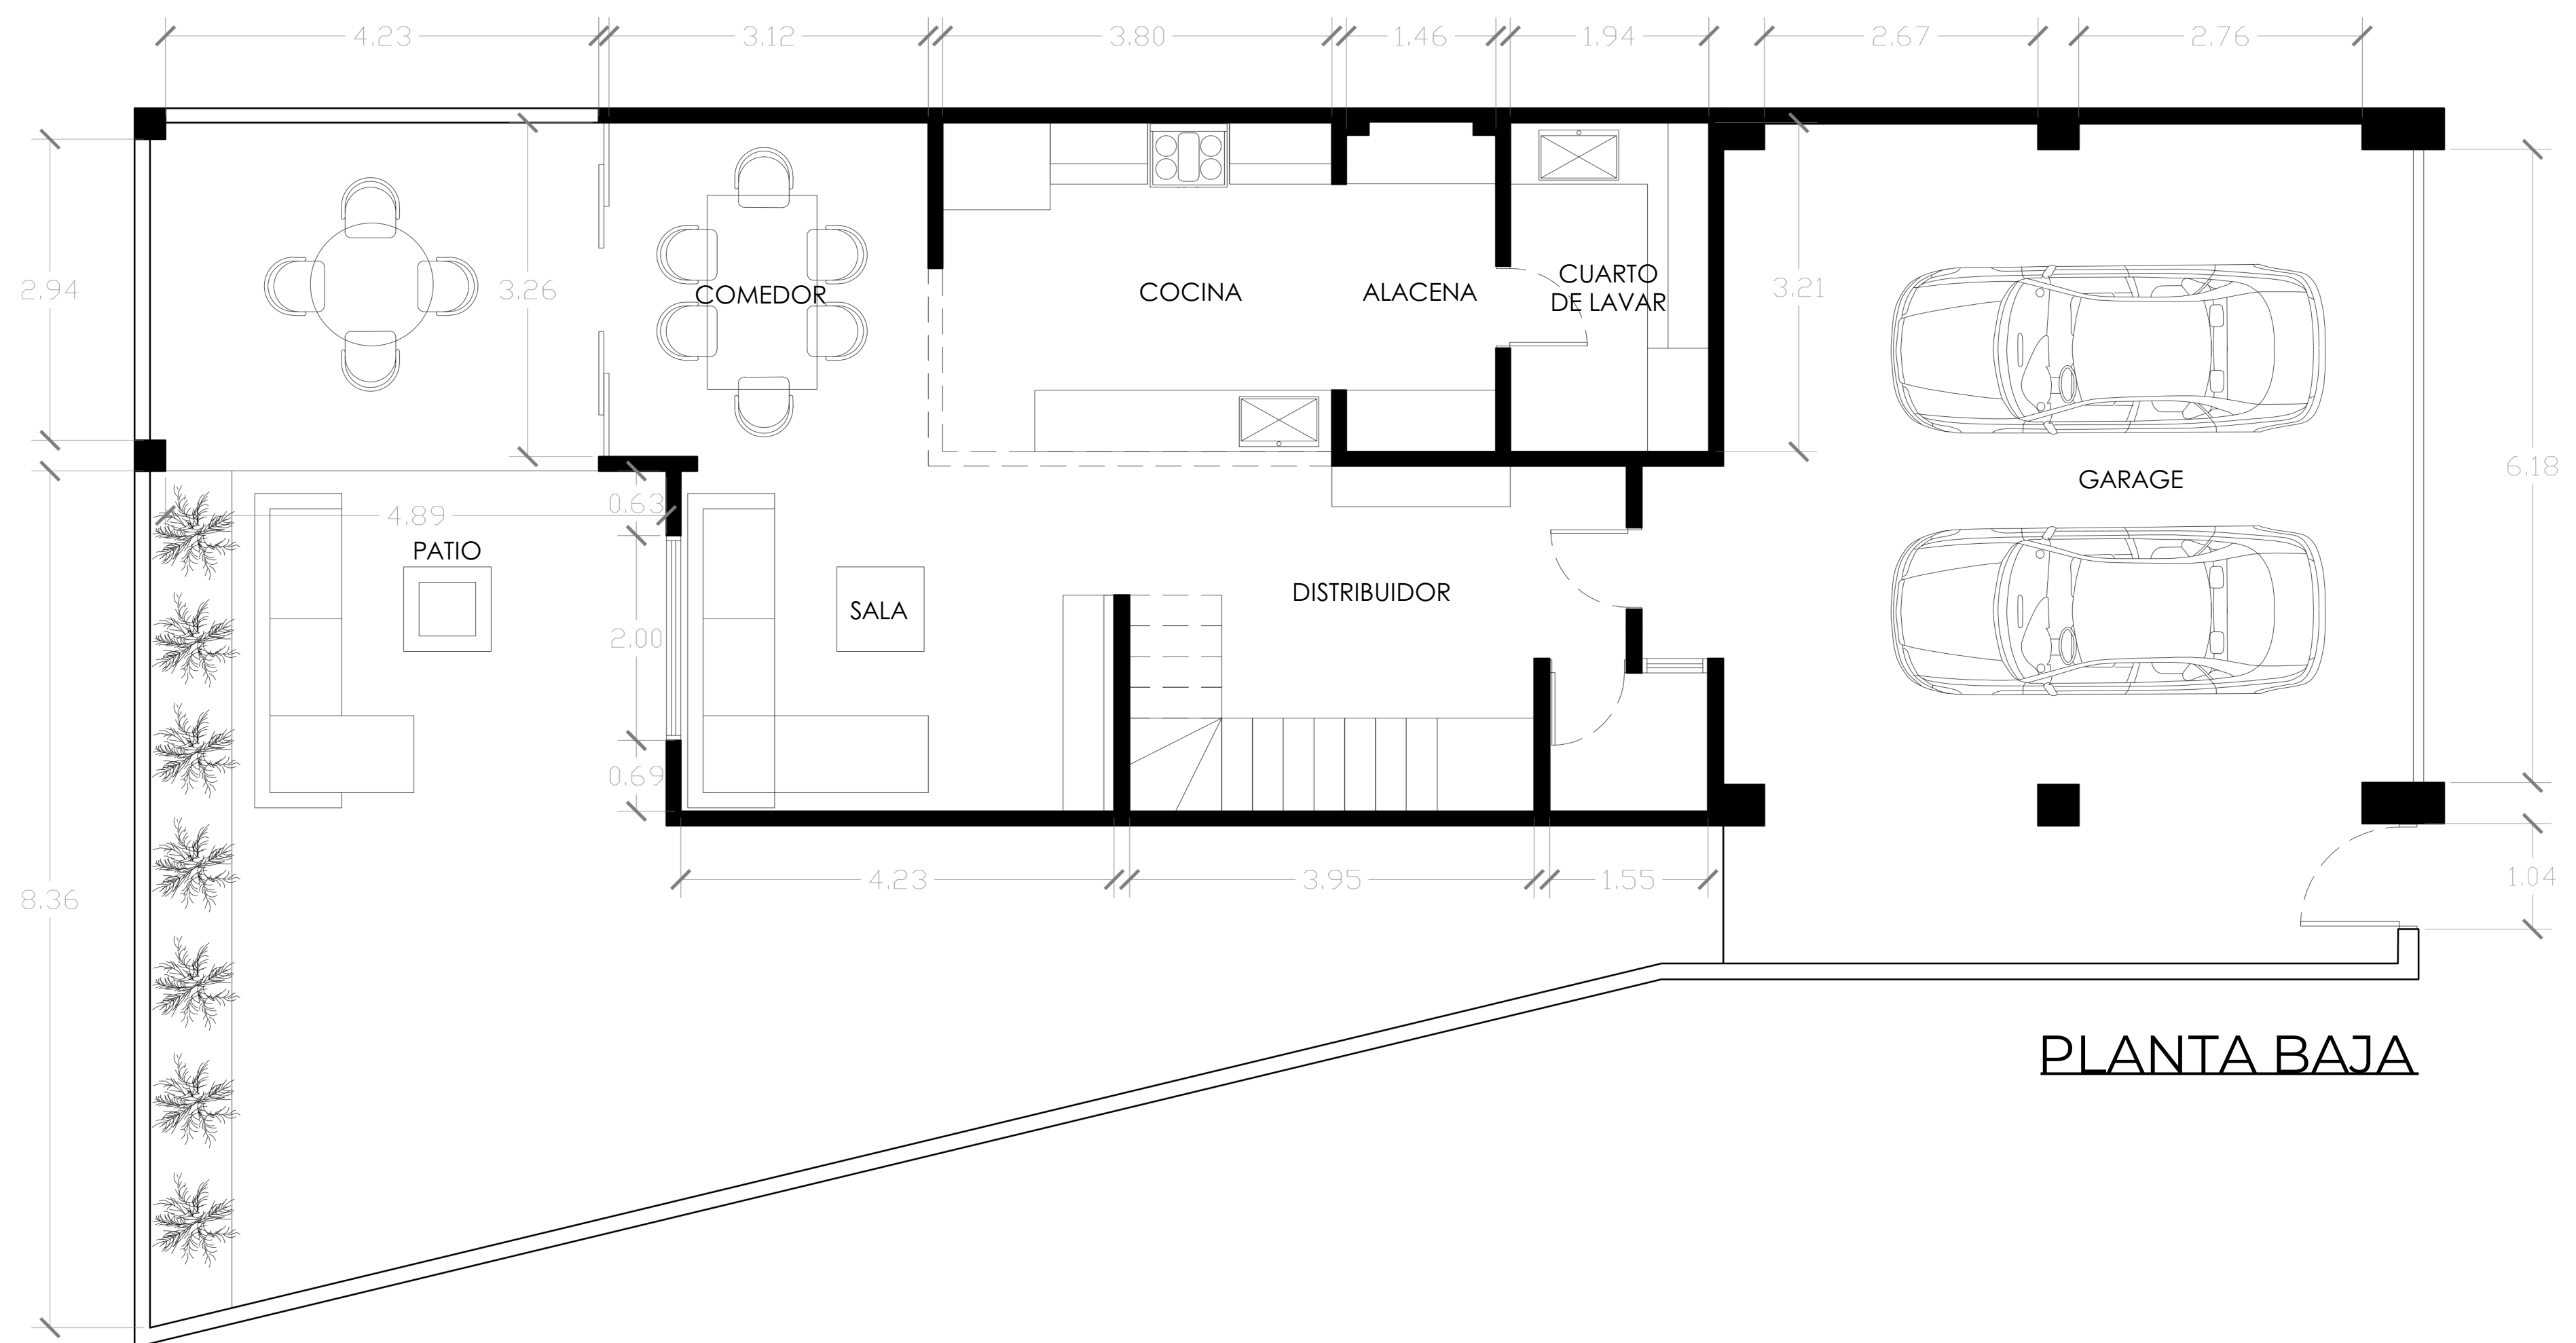 4.23
3.12
3.80
1.46
1.94
2.67
2.76
2.94
3.26
COMEDOR
COCINA
ALACENA
CUARTO
DE LAVAR
3.21
GARAGE
6.18
0.63
4.89
PATIO
2.00
SALA
DISTRIBUIDOR
0.69
8.36
4.23
3.95
1.55
1.04
PLANTA BAJA